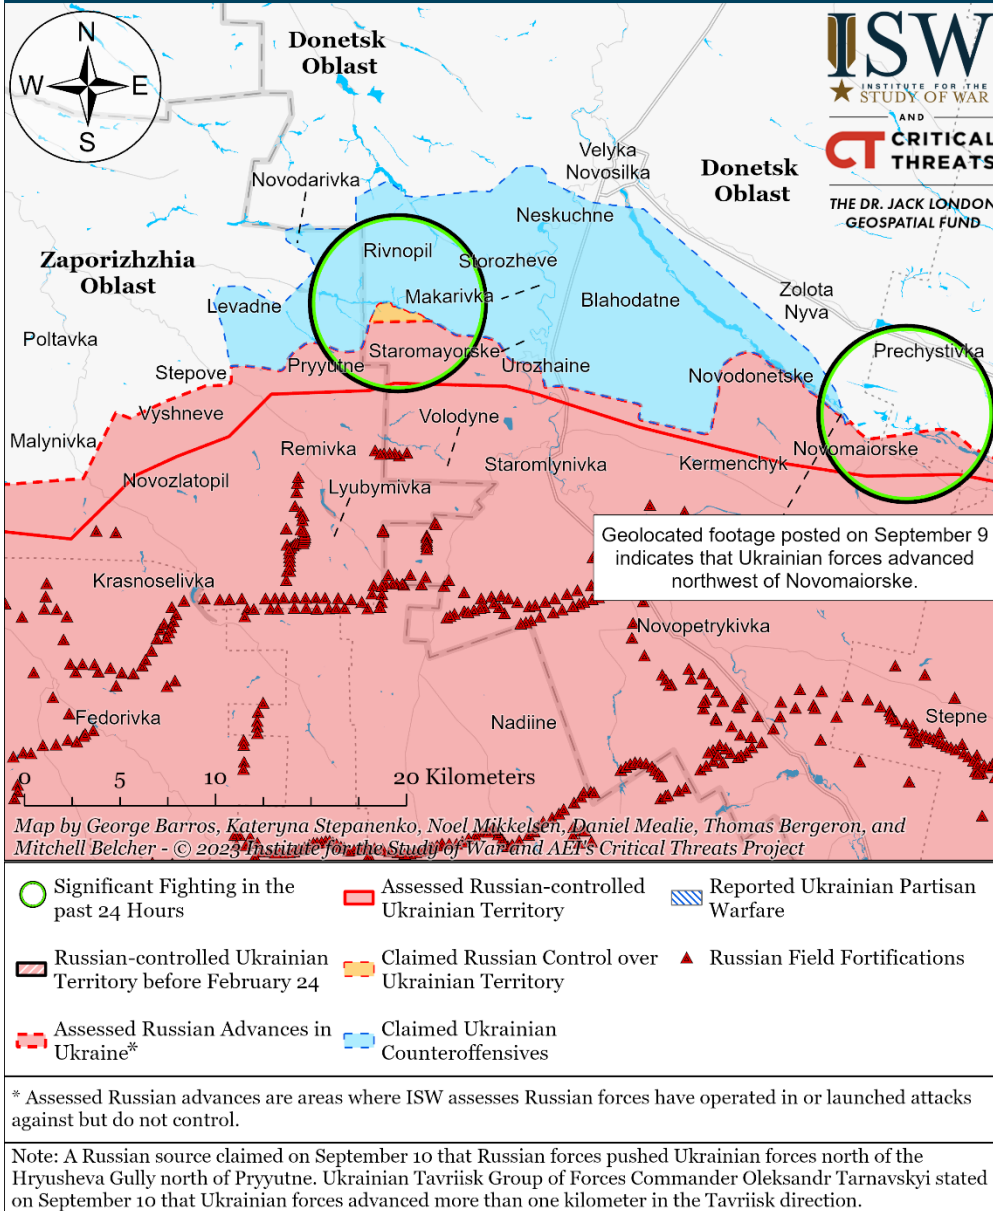 N
W
E
S
Donetsk
Oblast
ISW
INSTITUTE FOR THE
STUDY OF WAR
AND
CT CRITICAL
THREATS
THE DR. JACK LONDON
GEOSPATIAL FUND
Velyka
Novosilka
Donetsk
Oblast
Novodarivka
Neskuchne
Zaporizhzhia
Oblast
Rivnopil
Storozheve
Levadne
Makarivka
Blahodatne
Zolota
Nyva
Poltavka
Stepove
Pryyutne
Staromayorske
Urozhaine
Novodonetske
Prechystivka
Vyshneve
Volodyne
Malynivka
Remivka
Staromlynivka
Kermenchyk
Novomaiorske
Novozlatopil
Lyubymivka
Geolocated footage posted on September 9
indicates that Ukrainian forces advanced
northwest of Novomaiorske.
Krasnoselivka
Novopetrykivka
Fedorivka
Nadiine
Stepne
0
5
10
20 Kilometers
Map by George Barros, Kateryna Stepanenko, Noel Mikkelsen, Daniel Mealie, Thomas Bergeron, and
Mitchell Belcher - © 2023 Institute for the Study of War and AEI's Critical Threats Project
Significant Fighting in the
past 24 Hours
Assessed Russian-controlled
Ukrainian Territory
Reported Ukrainian Partisan
Warfare
Russian-controlled Ukrainian
Territory before February 24
Claimed Russian Control over
Ukrainian Territory
Russian Field Fortifications
Assessed Russian Advances in
Ukraine*
Claimed Ukrainian
Counteroffensives
* Assessed Russian advances are areas where ISW assesses Russian forces have operated in or launched attacks
against but do not control.
Note: A Russian source claimed on September 10 that Russian forces pushed Ukrainian forces north of the
Hryusheva Gully north of Pryyutne. Ukrainian Tavriisk Group of Forces Commander Oleksandr Tarnavskyi stated
on September 10 that Ukrainian forces advanced more than one kilometer in the Tavriisk direction.